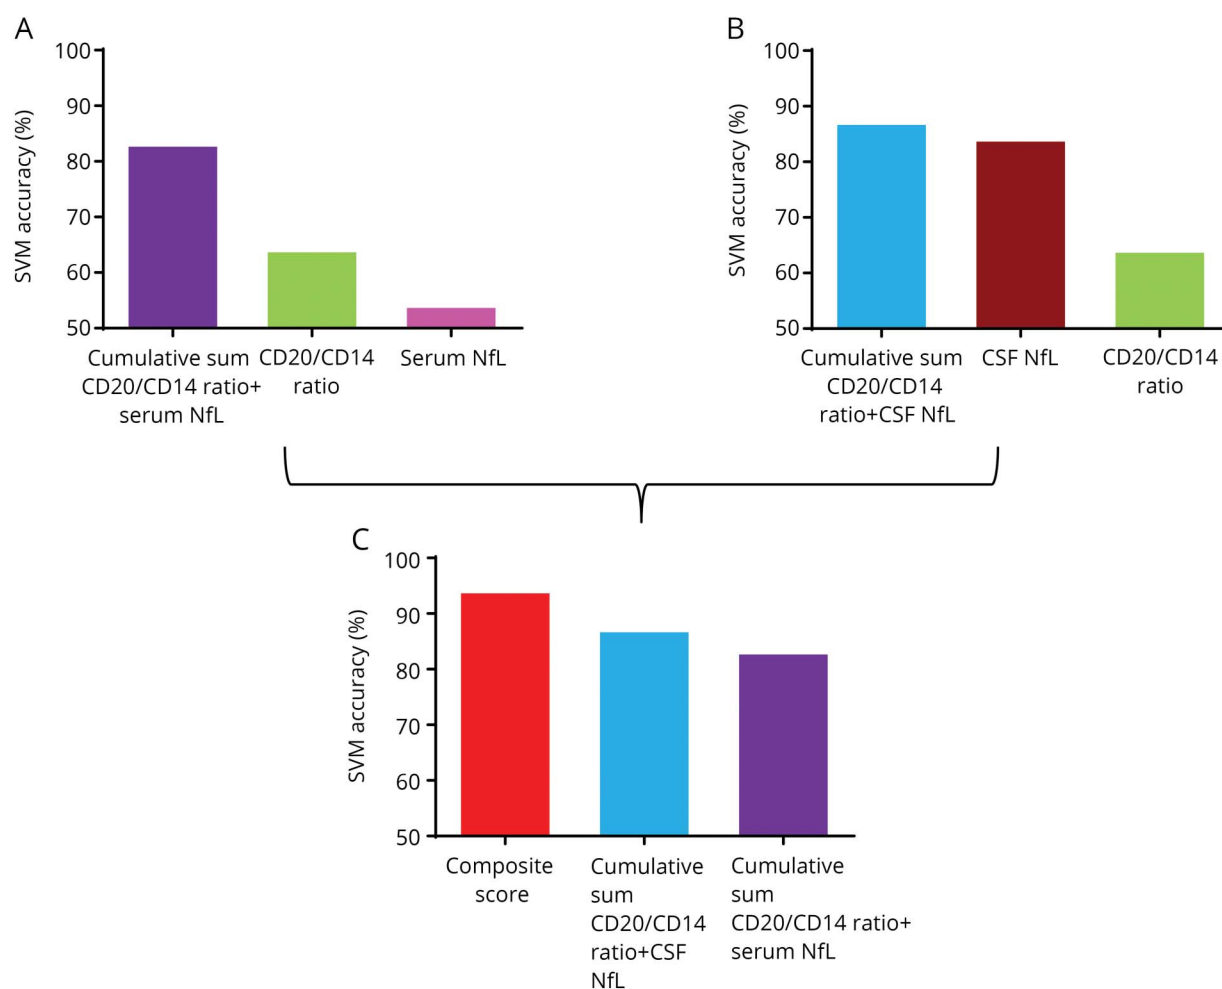 A
SVM accuracy (%)
100
90
80
70
60
50
Cumulative sum
CD20/CD14 ratio+
serum NfL
CD20/CD14
ratio
Serum NfL
B
SVM accuracy (%)
100
90
80
70
60
50
Cumulative sum
CD20/CD14
ratio+CSF NfL
CSF NfL
CD20/CD14
ratio
C
SVM accuracy (%)
100
90
80
70
60
50
Composite
score
Cumulative
sum
CD20/CD14
ratio+CSF
NfL
Cumulative
sum
CD20/CD14 ratio+
serum NfL